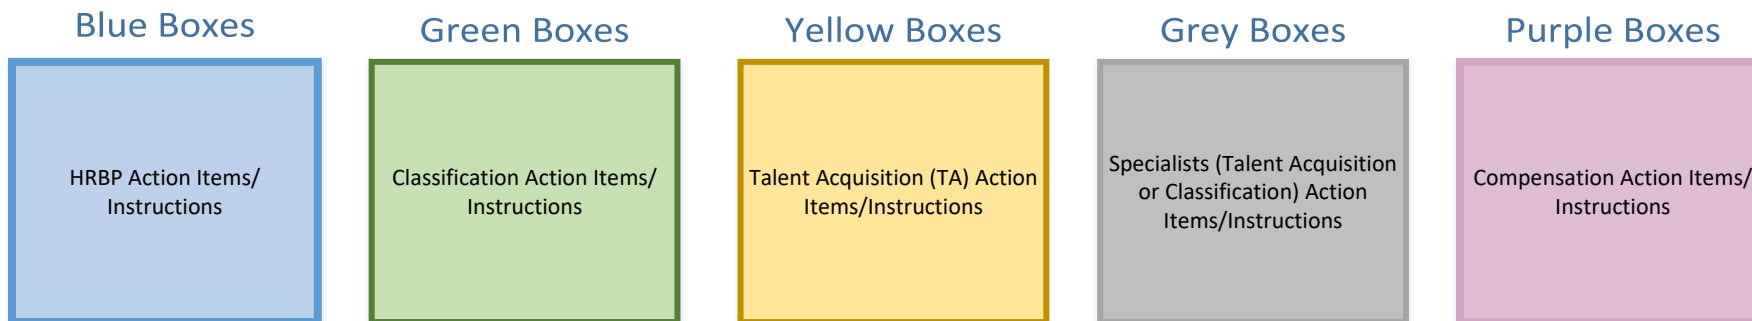 Blue Boxes
Green Boxes
Yellow Boxes
Grey Boxes
Purple Boxes
HRBP Action Items/
Instructions
Classification Action Items/
Instructions
Talent Acquisition (TA) Action
Items/Instructions
Specialists (Talent Acquisition
or Classification) Action
Items/Instructions
Compensation Action Items/
Instructions